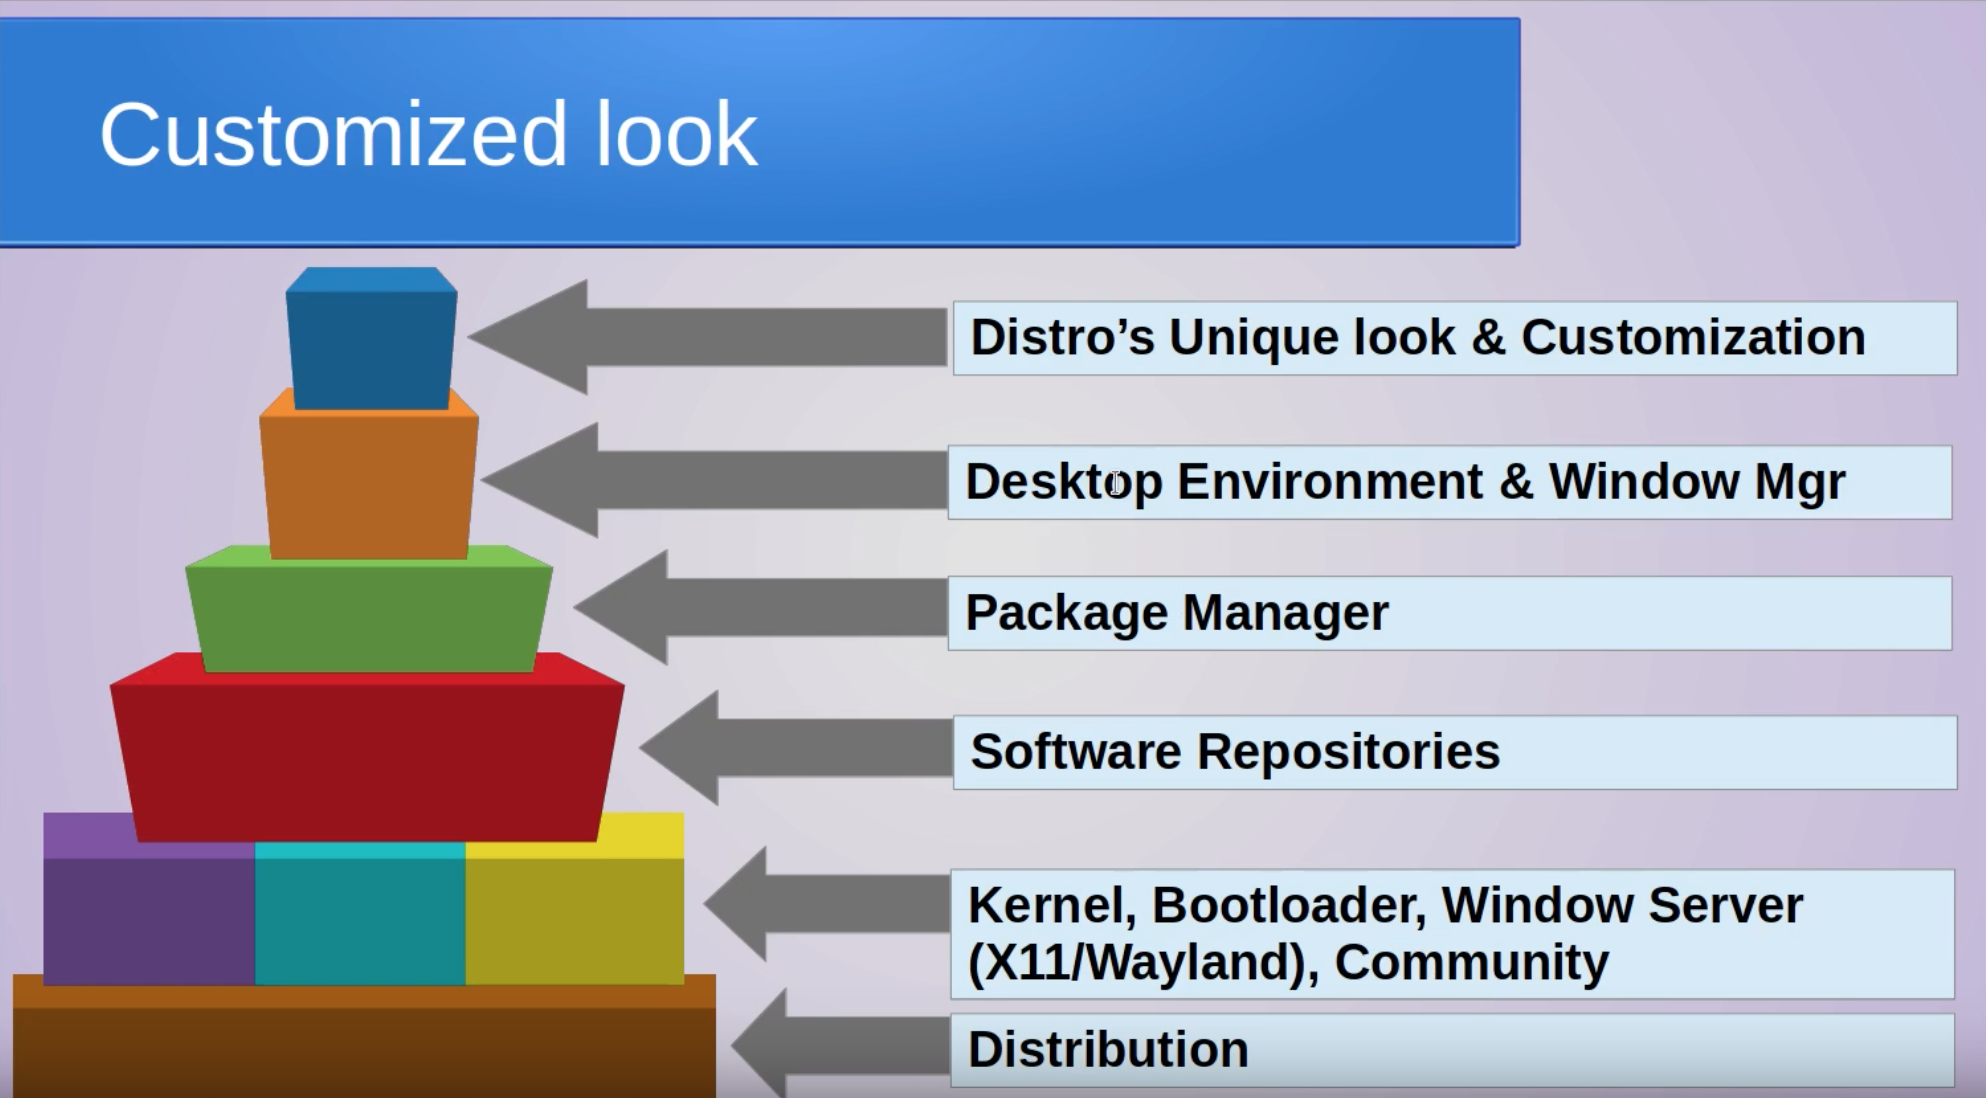 Customized look
Distro’s Unique look & Customization
Desktop Environment & Window Mgr
Package Manager
Software Repositories
Kernel, Bootloader, Window Server
(X11/Wayland), Community
Distribution